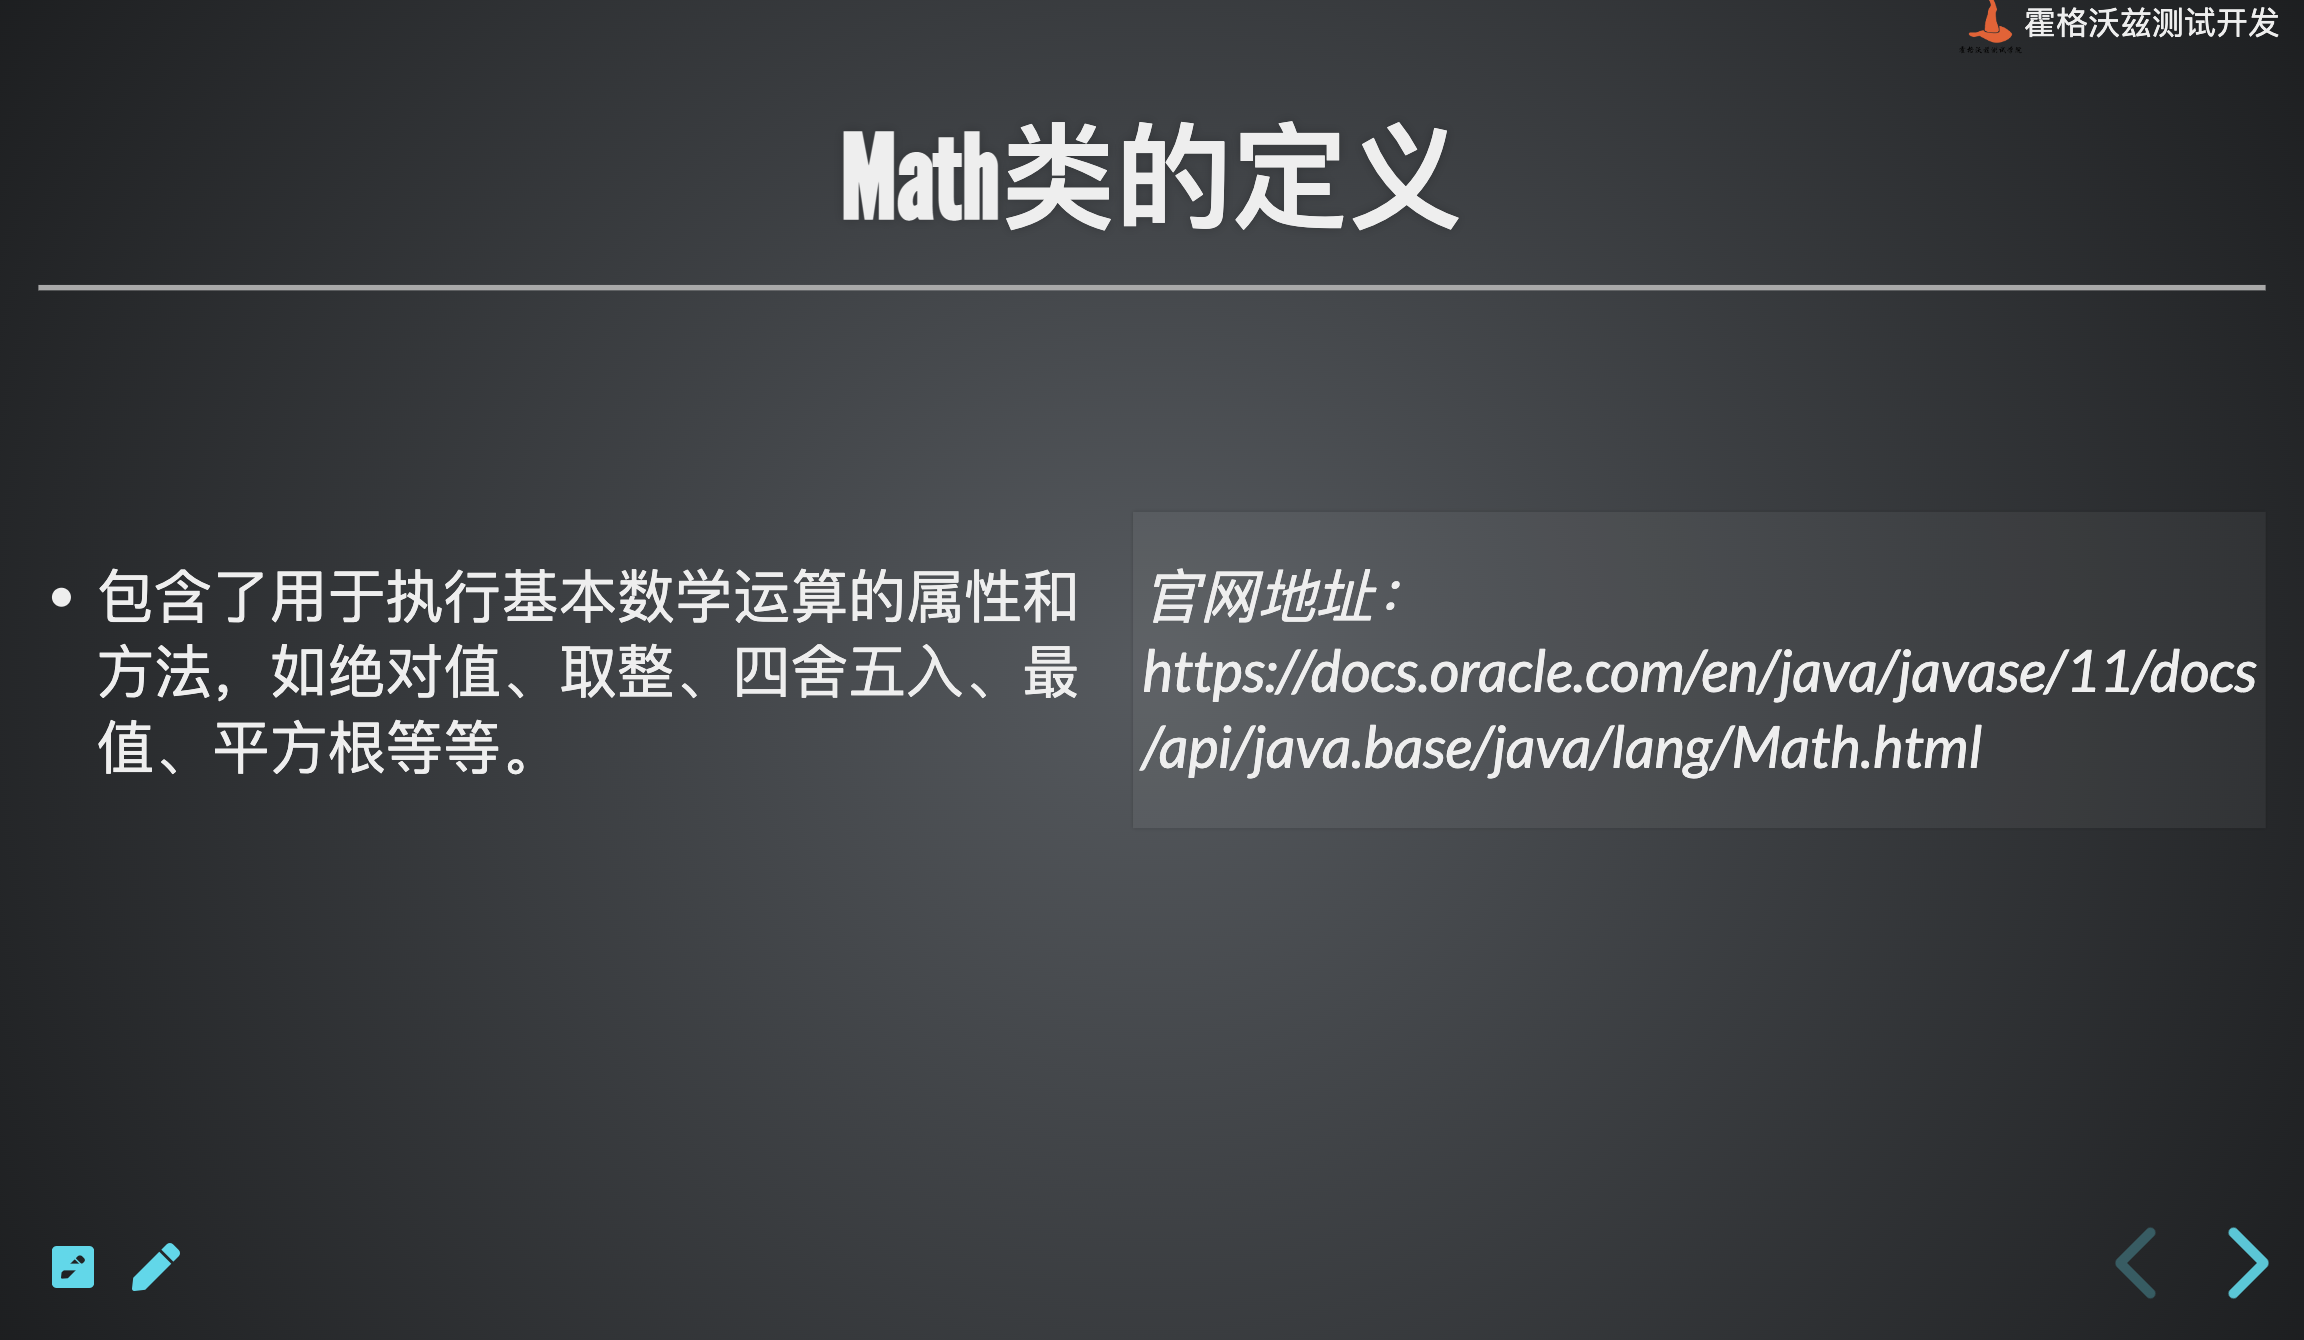 霍格沃兹测试开发
Math类的定义
包含了用于执行基本数学运算的属性和
方法，如绝对值、取整、四舍五入、最
值、平方根等等。
官网地址：
https://docs.oracle.com/en/java/javase/11/docs
/api/java.base/java/lang/Math.html